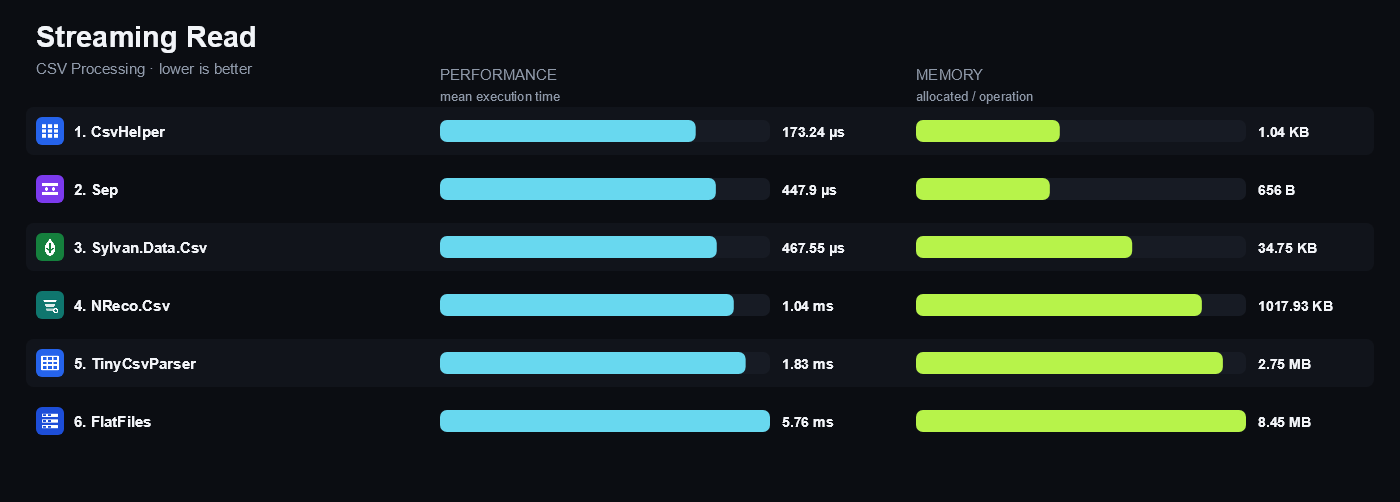 Streaming Read
CSV Processing · lower is better
PERFORMANCE
mean execution time
MEMORY
allocated / operation
1. CsvHelper 173.24 µs 1.04 KB
2. Sep 447.9 µs 656 B
3. Sylvan.Data.Csv 467.55 µs 34.75 KB
4. NReco.Csv 1.04 ms 1017.93 KB
5. TinyCsvParser 1.83 ms 2.75 MB
6. FlatFiles 5.76 ms 8.45 MB